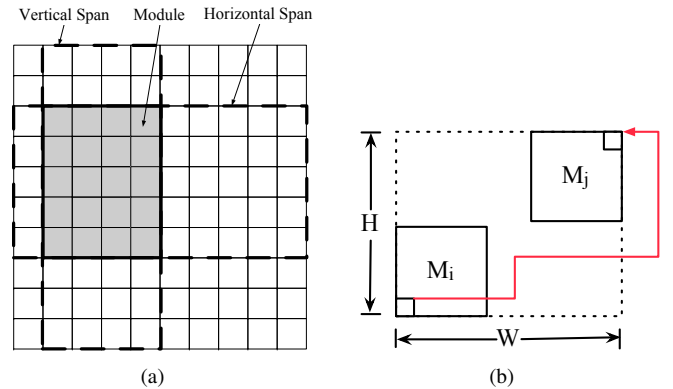 Vertical Span
Module
Horizontal Span
H
Mj
Mi
W
(a)
(b)